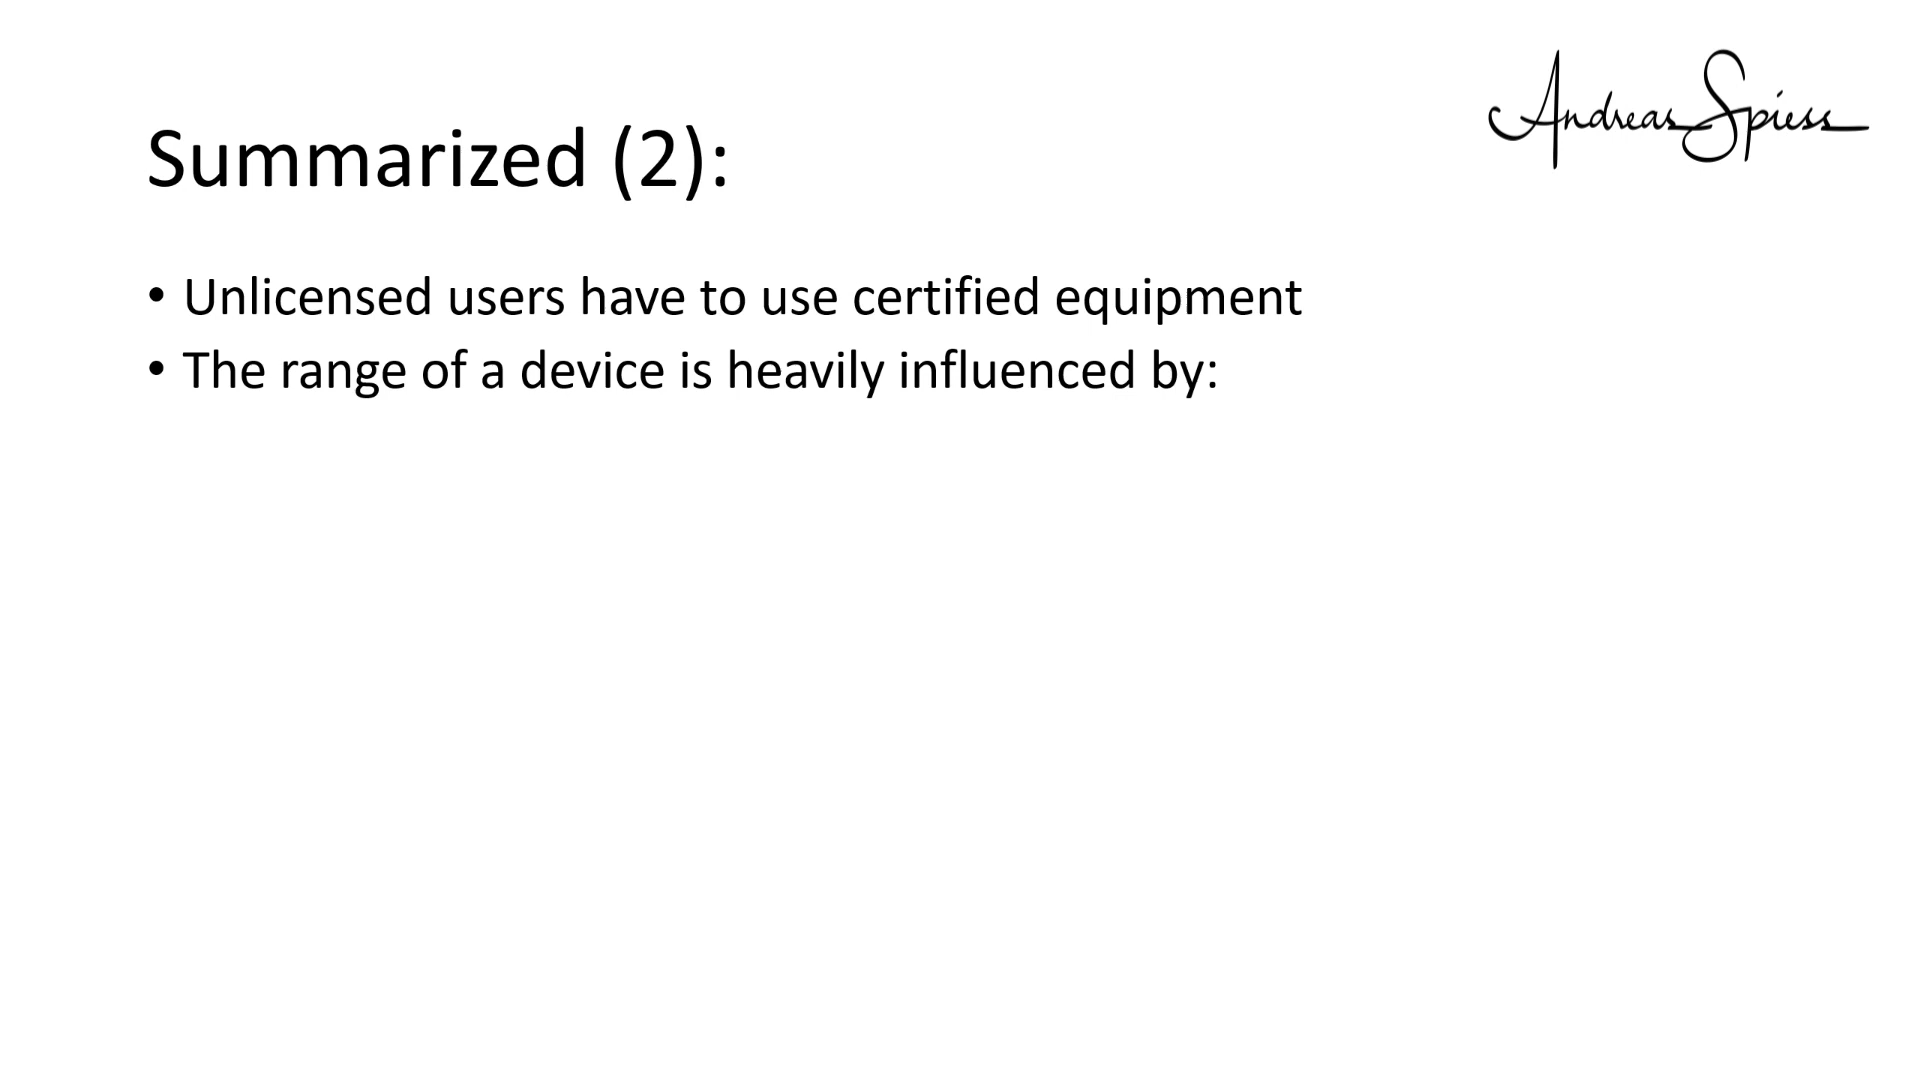 Andreas Spiess
Summarized (2):
• Unlicensed users have to use certified equipment
• The range of a device is heavily influenced by: